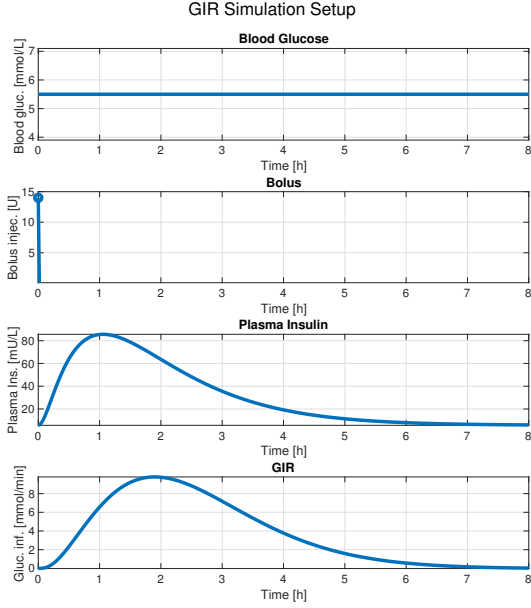 GIR Simulation Setup
Blood Glucose
Blood gluc. [mmol/L]
7
6
5
4
0 1 2 3 4 5 6 7 8
Time [h]
Bolus
Bolus injec. [U]
15
10
5
0 1 2 3 4 5 6 7 8
Time [h]
Plasma Insulin
Plasma Ins. [mU/L]
80
60
40
20
0 1 2 3 4 5 6 7 8
Time [h]
GIR
Gluc. inf. [mmol/min]
8
6
4
2
0
0 1 2 3 4 5 6 7 8
Time [h]